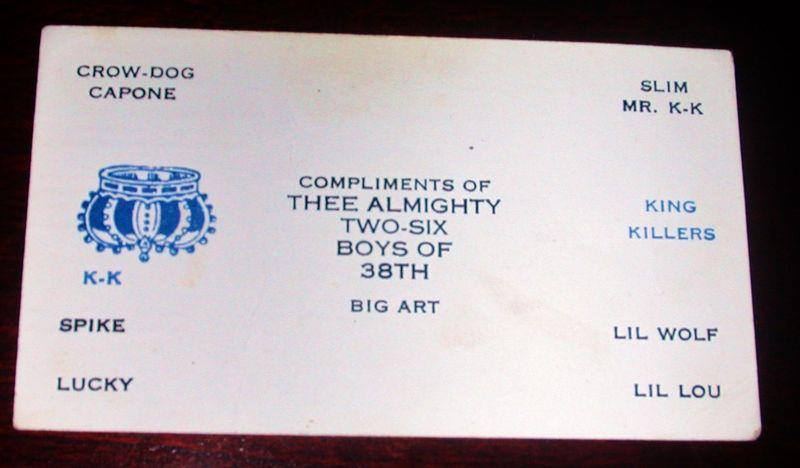 CROW-DOG
CAPONE
SLIM
MR. K-K
COMPLIMENTS OF
THEE ALMIGHTY
TWO-SIX
BOYS OF
38TH
BIG ART
KING
KILLERS
K-K
SPIKE
LUCKY
LIL WOLF
LIL LOU